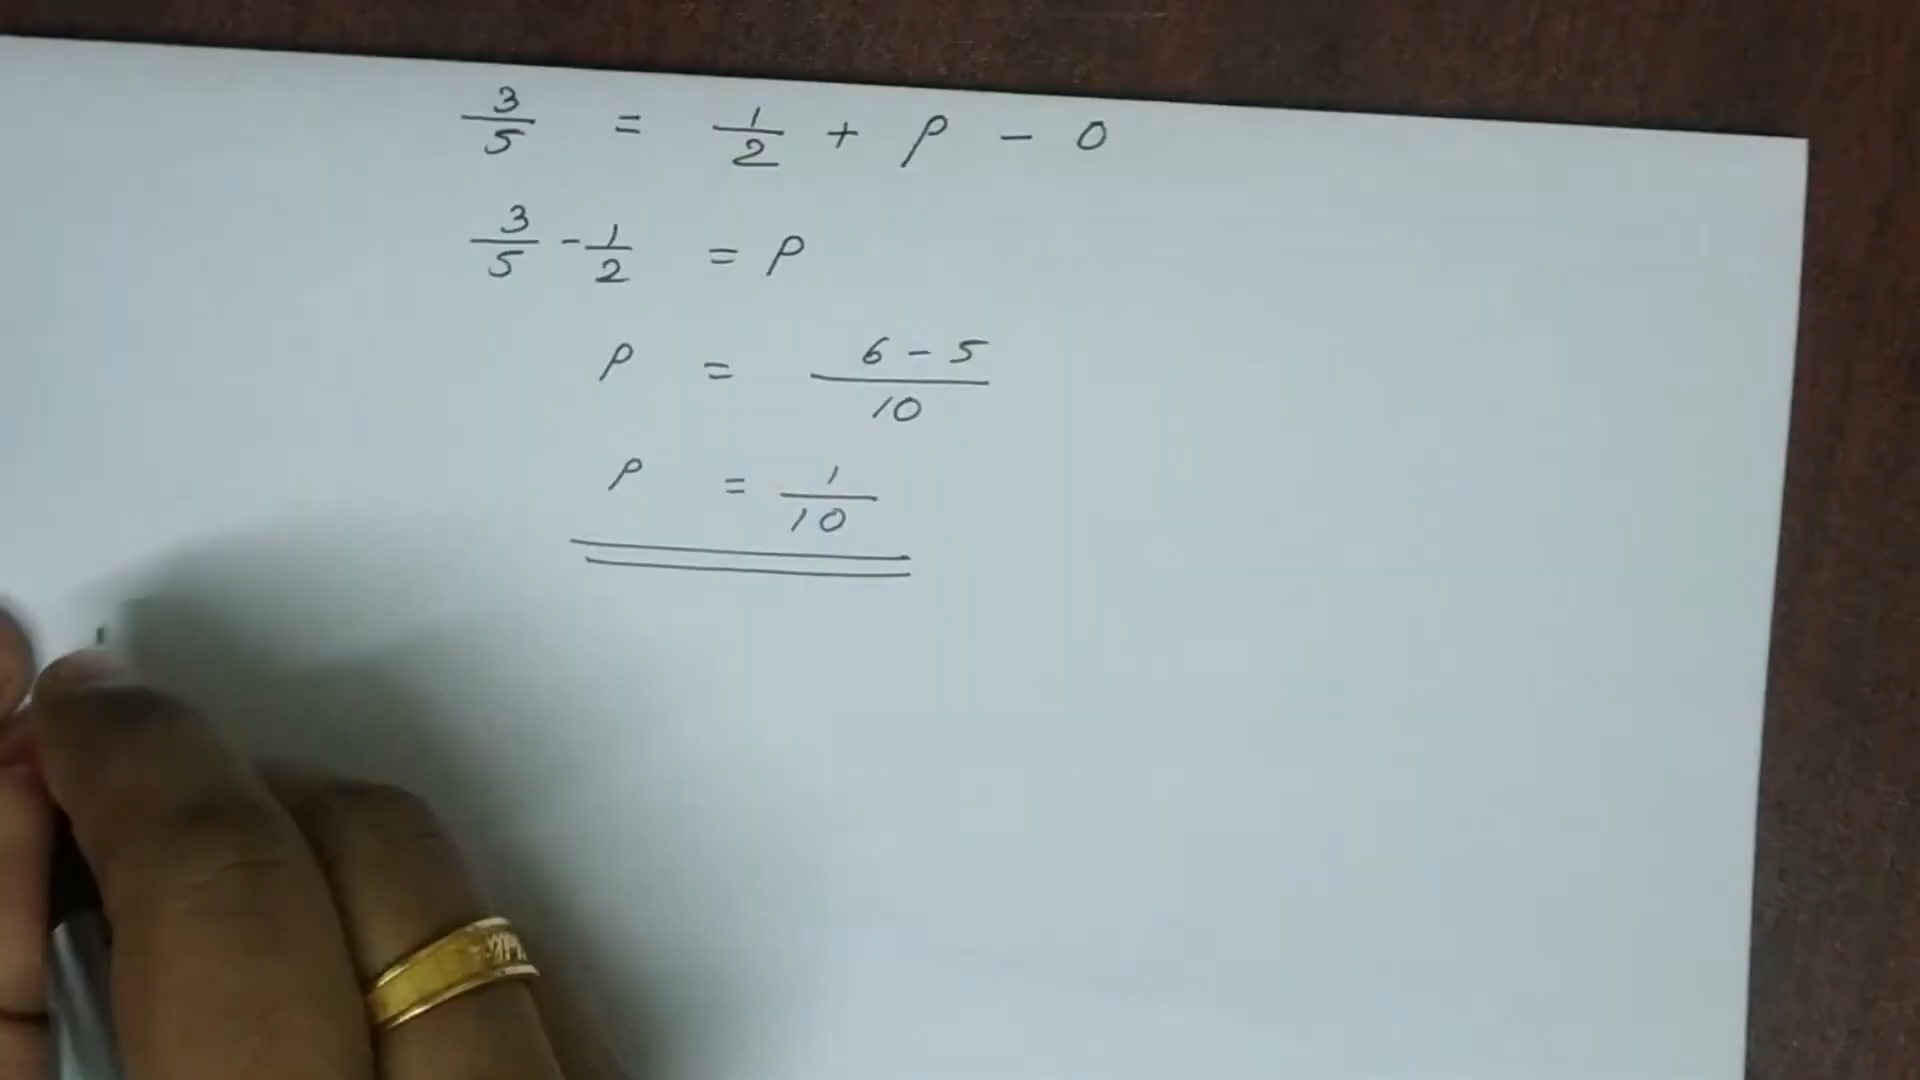 3/5 = 1/2 + P - 0
3/5 - 1/2 = P
P = 6 - 5 / 10
P = 1/10